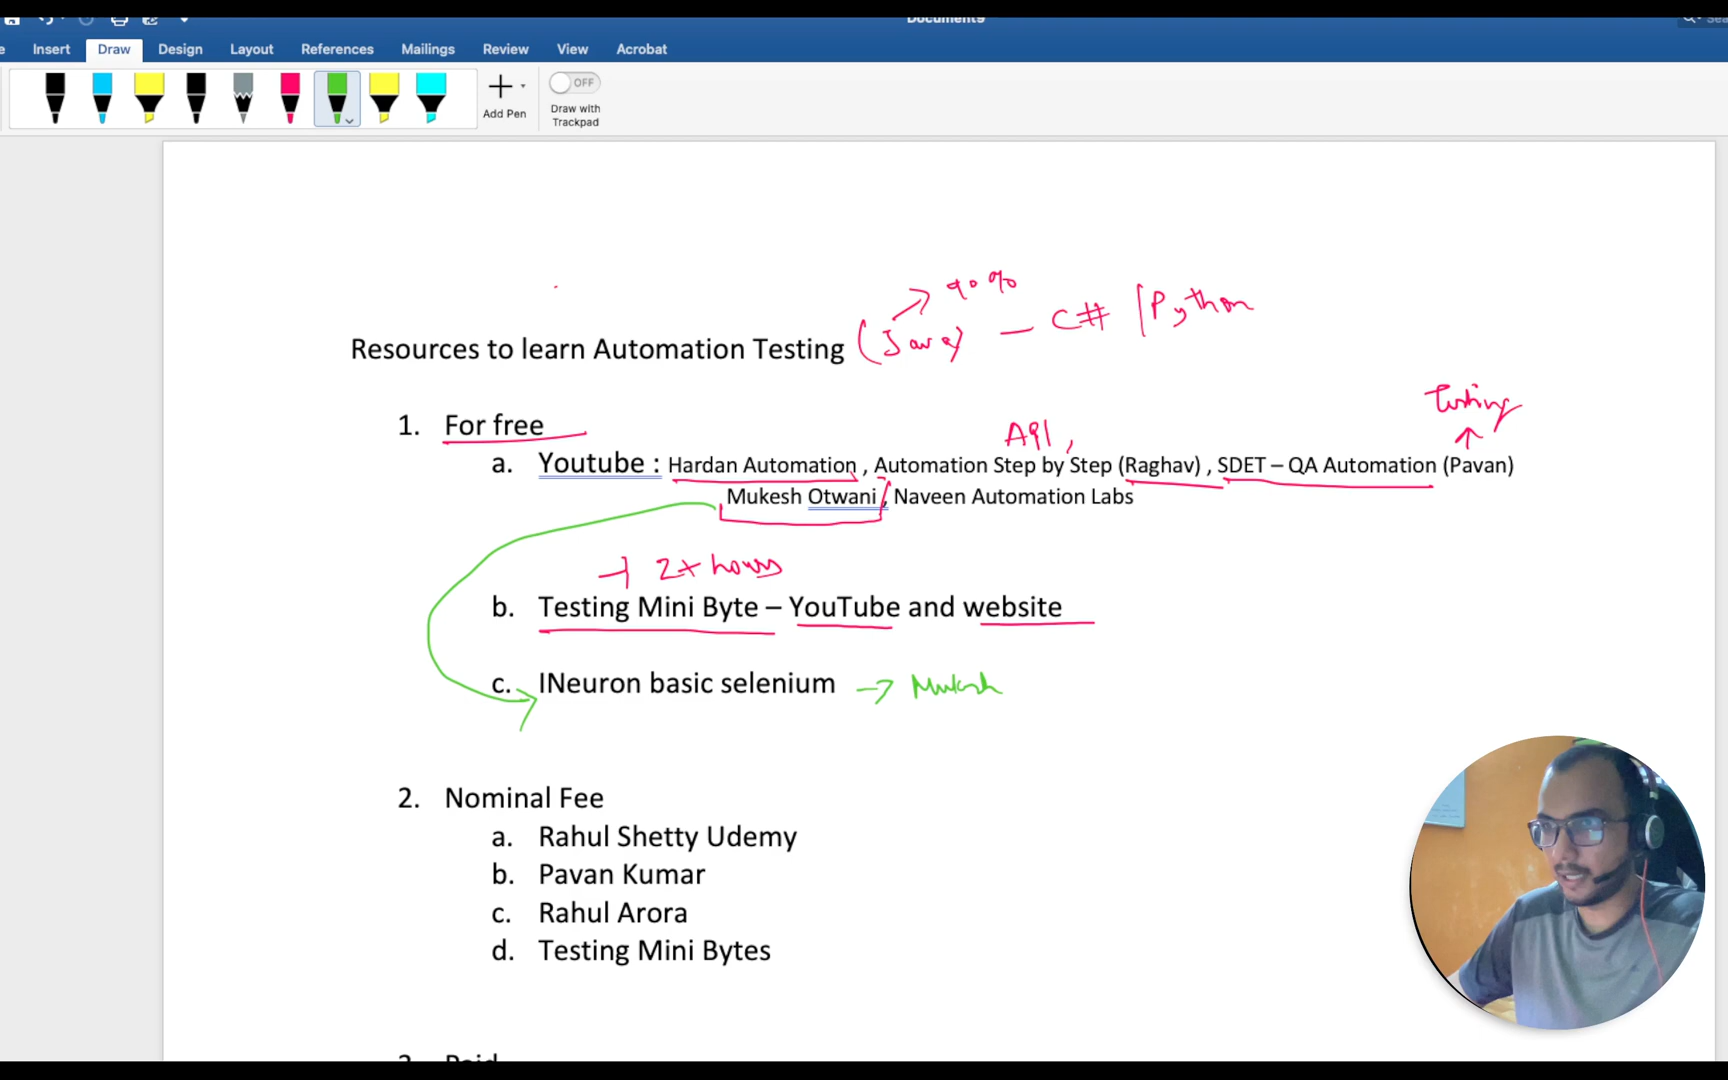 Documents
Insert Draw Design Layout References Mailings Review View Acrobat
OFF
Add Pen
Draw with
Trackpad
90%
(Java) – C# | Python
Resources to learn Automation Testing
Testing
1. For free
API,
a. Youtube : Hardan Automation , Automation Step by Step (Raghav) , SDET – QA Automation (Pavan)
Mukesh Otwani , Naveen Automation Labs
2+ hours
b. Testing Mini Byte – YouTube and website
c. INeuron basic selenium → Mukesh
2. Nominal Fee
a. Rahul Shetty Udemy
b. Pavan Kumar
c. Rahul Arora
d. Testing Mini Bytes
3. Paid